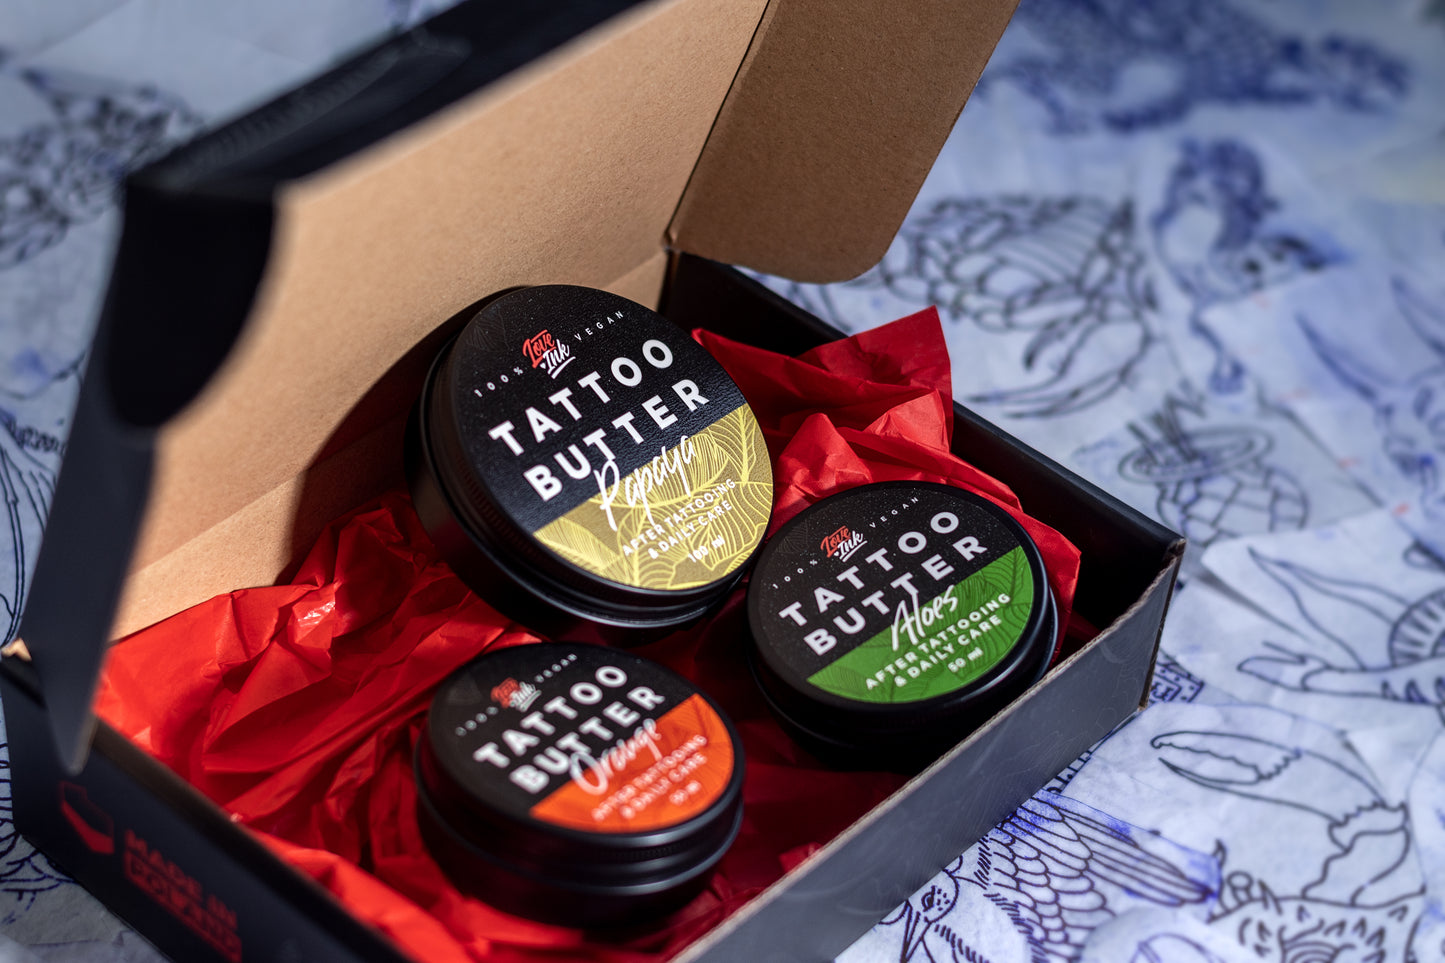 100% Love Ink VEGAN
TATTOO
BUTTER
Papaya
AFTER TATTOOING
& DAILY CARE
100 ml
100% Love Ink VEGAN
TATTOO
BUTTER
Aloes
AFTER TATTOOING
& DAILY CARE
50 ml
100% Love Ink VEGAN
TATTOO
BUTTER
Orange
AFTER TATTOOING
& DAILY CARE
MADE IN